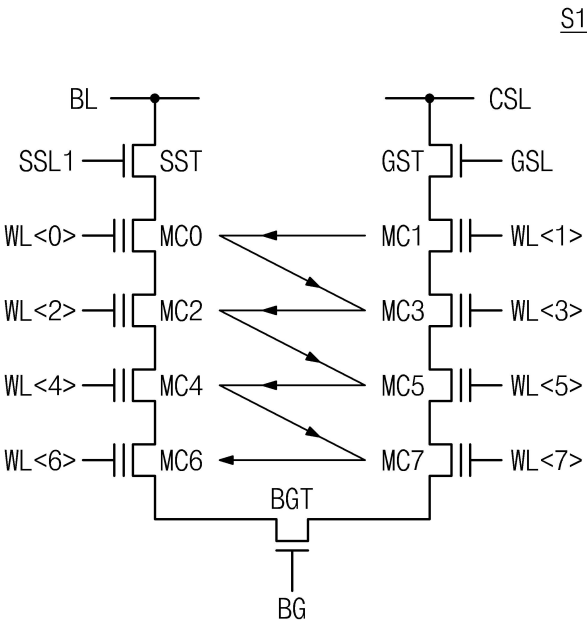 S1
BL CSL
SSL1 SST GST GSL
WL<0> MC0 MC1 WL<1>
WL<2> MC2 MC3 WL<3>
WL<4> MC4 MC5 WL<5>
WL<6> MC6 MC7 WL<7>
BGT
BG